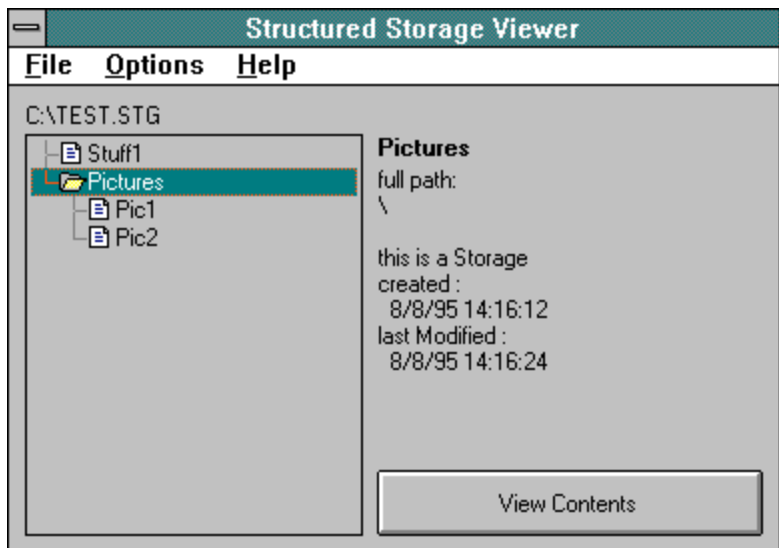 Structured Storage Viewer
File Options Help
C:\TEST.STG
Stuff1
Pictures
Pic1
Pic2
Pictures
full path:
\
this is a Storage
created :
8/8/95 14:16:12
last Modified :
8/8/95 14:16:24
View Contents